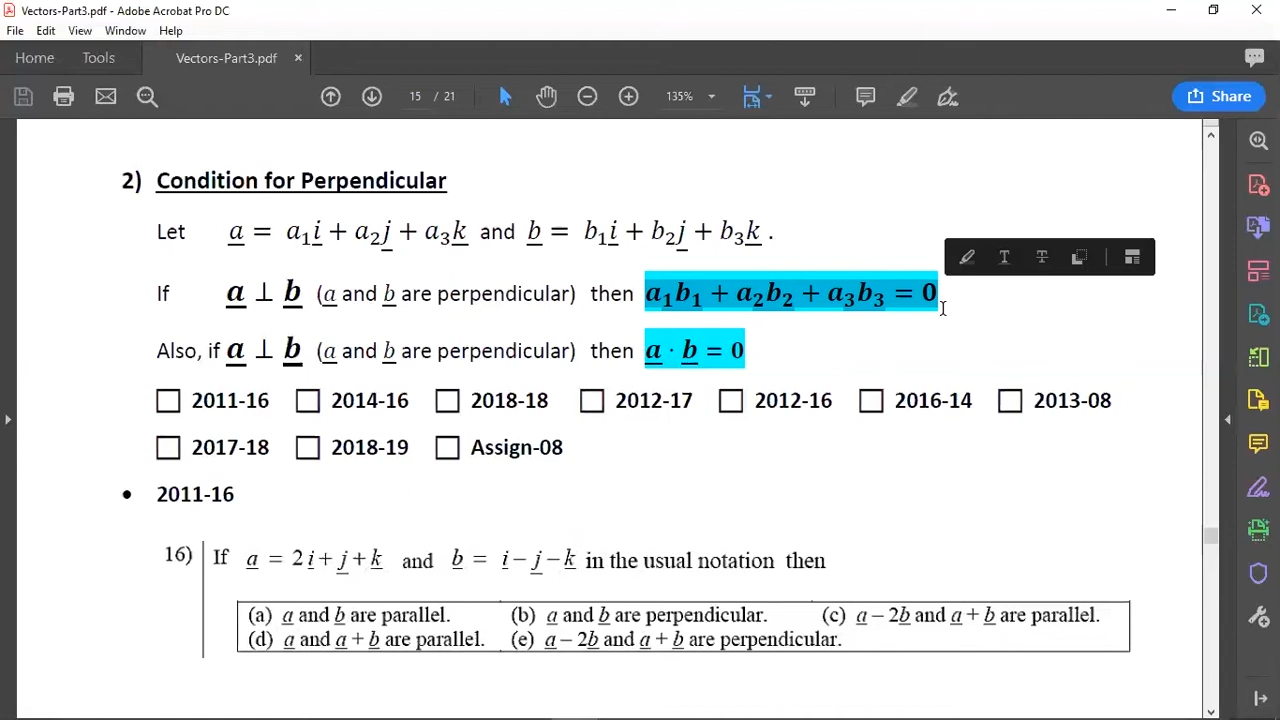 Vectors-Part3.pdf - Adobe Acrobat Pro DC
File Edit View Window Help
Home Tools Vectors-Part3.pdf ×
15 / 21 135% Share
2) Condition for Perpendicular
Let a = a₁i + a₂j + a₃k and b = b₁i + b₂j + b₃k .
If a ⊥ b (a and b are perpendicular) then a₁b₁ + a₂b₂ + a₃b₃ = 0
Also, if a ⊥ b (a and b are perpendicular) then a · b = 0
2011-16 2014-16 2018-18 2012-17 2012-16 2016-14 2013-08
2017-18 2018-19 Assign-08
• 2011-16
16) If a = 2 i + j + k and b = i − j − k in the usual notation then
(a) a and b are parallel. (b) a and b are perpendicular. (c) a − 2b and a + b are parallel.
(d) a and a + b are parallel. (e) a − 2b and a + b are perpendicular.